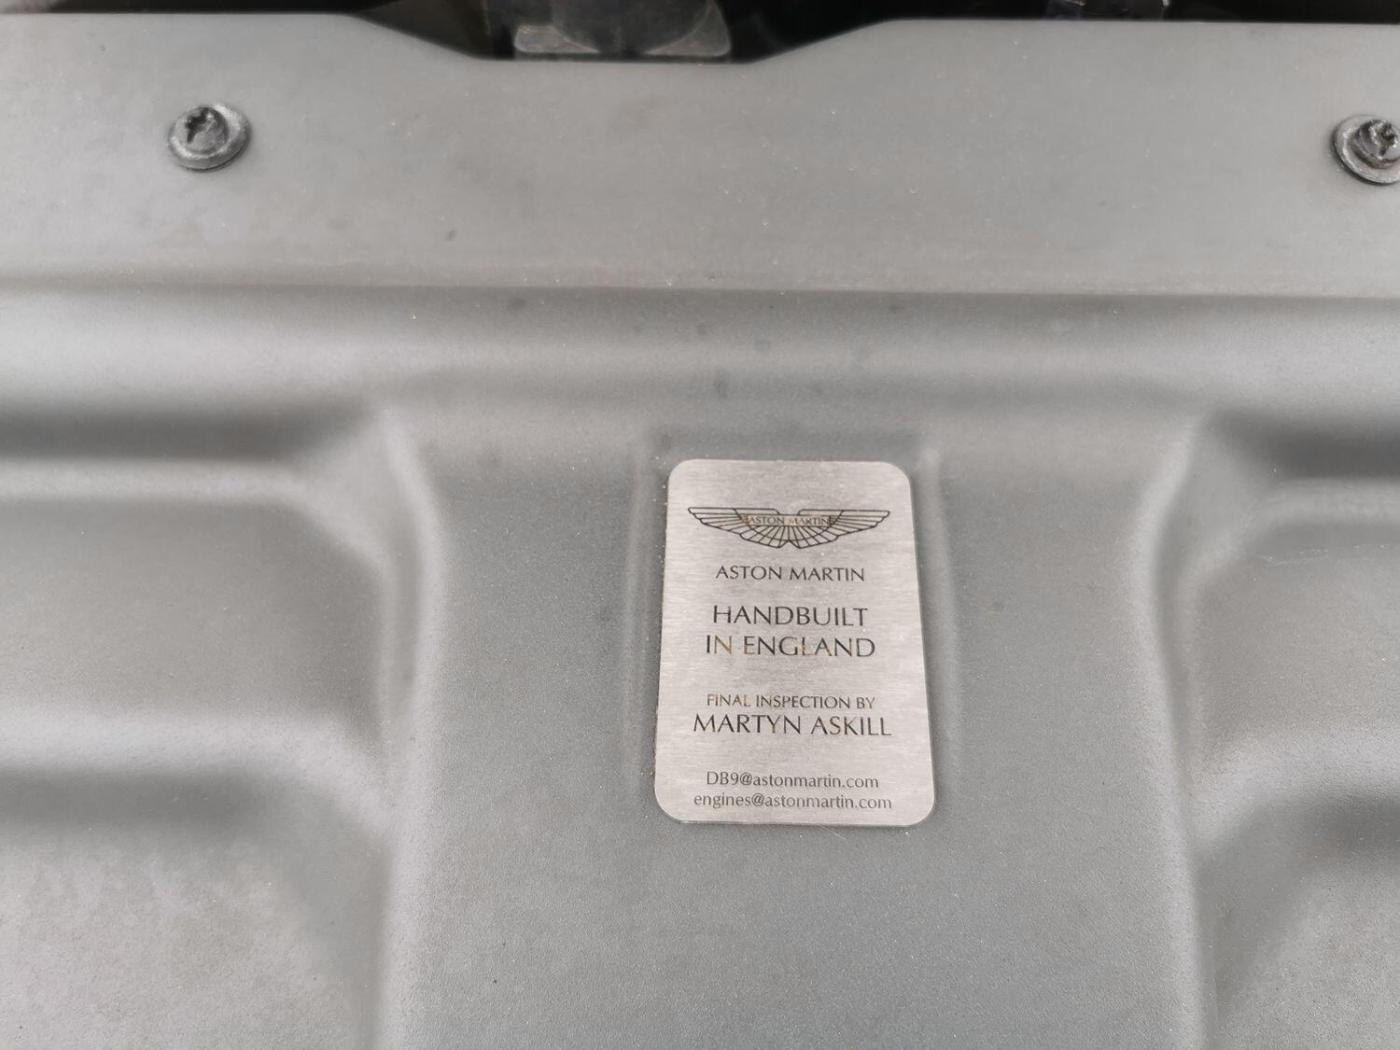 ASTON MARTIN
ASTON MARTIN
HANDBUILT
IN ENGLAND
FINAL INSPECTION BY
MARTYN ASKILL
DB9@astonmartin.com
engines@astonmartin.com